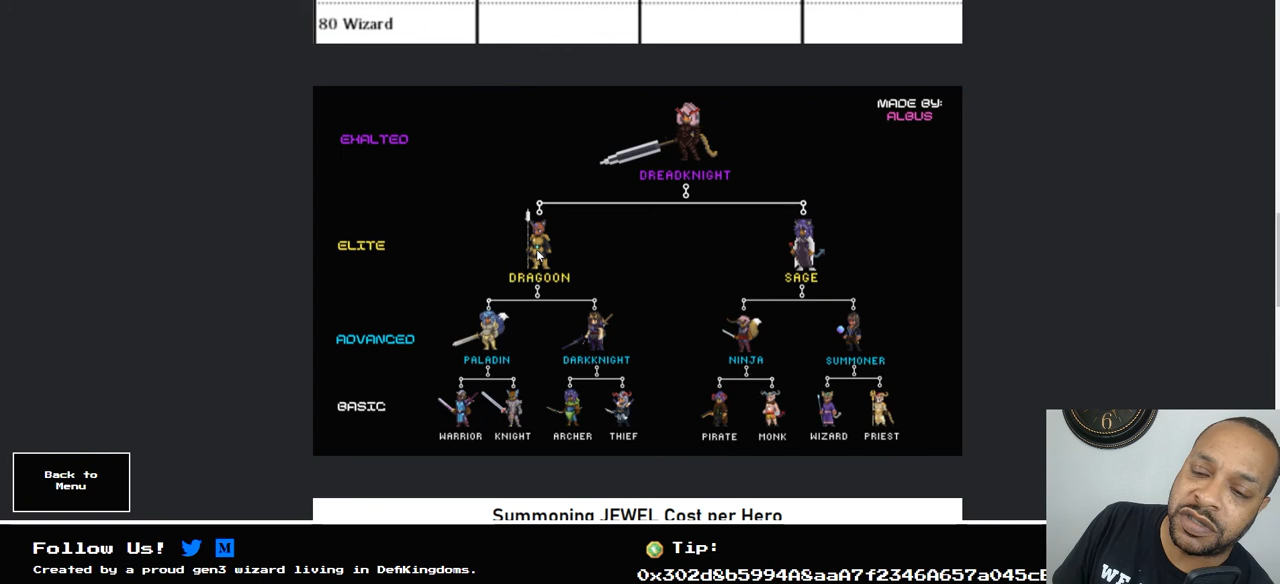 80 Wizard
MADE BY:
ALBUS
EXALTED
DREADKNIGHT
ELITE
DRAGOON
SAGE
ADVANCED
PALADIN
DARKKNIGHT
NINJA
SUMMONER
BASIC
WARRIOR KNIGHT ARCHER THIEF PIRATE MONK WIZARD PRIEST
Back to
Menu
Summoning JEWEL Cost per Hero
Follow Us!
M
Tip:
Created by a proud gen3 wizard living in DefiKingdoms.
0x302d8b5994A8aaA7f2346A657a045cE
6
WE